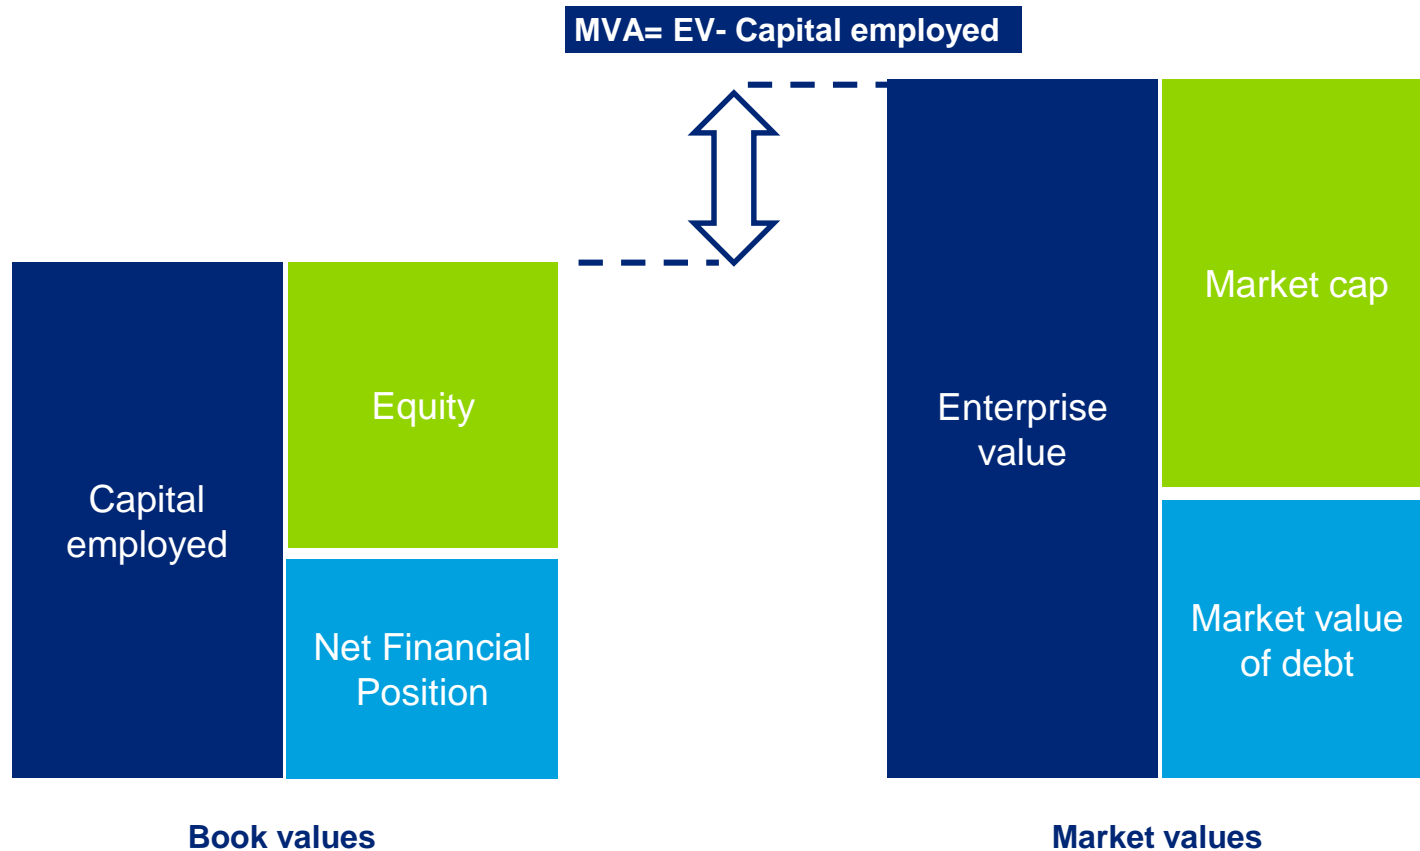 MVA= EV- Capital employed
Capital
employed
Equity
Net Financial
Position
Enterprise
value
Market cap
Market value
of debt
Book values
Market values